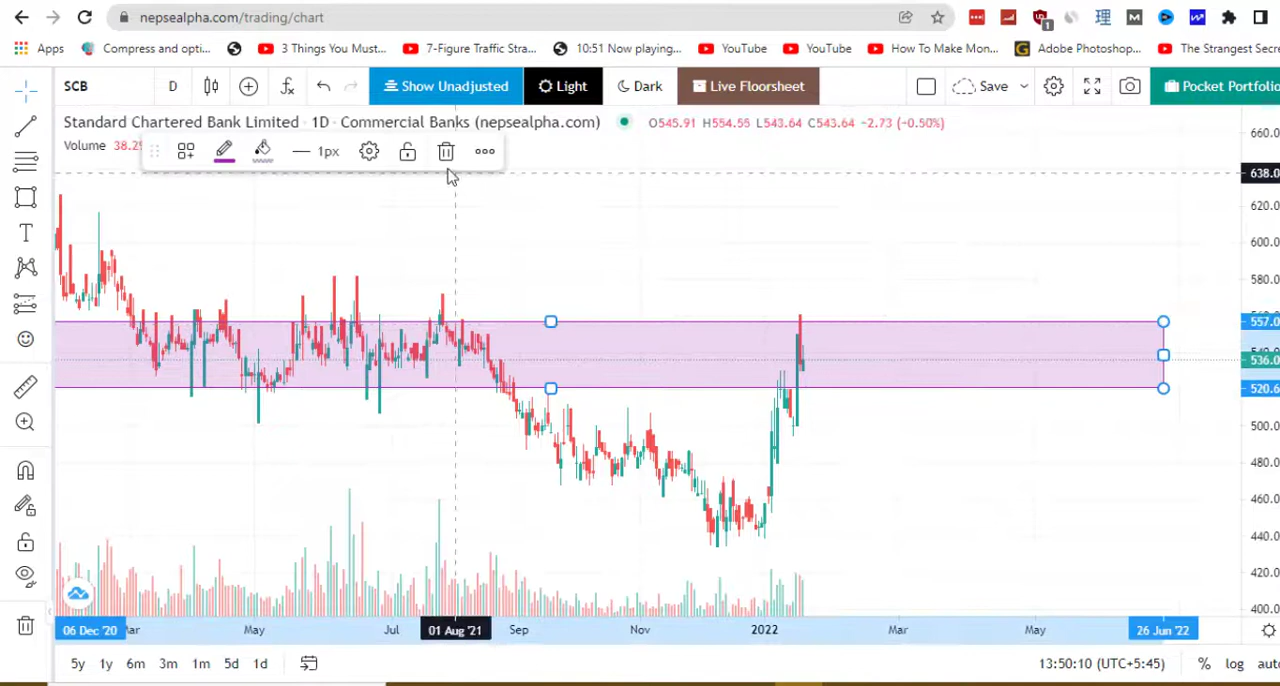 nepsealpha.com/trading/chart
1
Apps Compress and opti... 3 Things You Must... 7-Figure Traffic Stra... 10:51 Now playing... YouTube YouTube How To Make Mon... Adobe Photoshop... The Strangest Secr
SCB D Show Unadjusted Light Dark Live Floorsheet Save Pocket Portfolio
Standard Chartered Bank Limited · 1D · Commercial Banks (nepsealpha.com) O545.91 H554.55 L543.64 C543.64 −2.73 (−0.50%)
Volume 38.2
1px
660.0
638.0
620.0
600.0
580.0
557.0
536.0
520.6
500.0
480.0
460.0
440.0
420.0
400.0
06 Dec '20 Mar May Jul 01 Aug '21 Sep Nov 2022 Mar May 26 Jun '22
5y 1y 6m 3m 1m 5d 1d 13:50:10 (UTC+5:45) % log auto